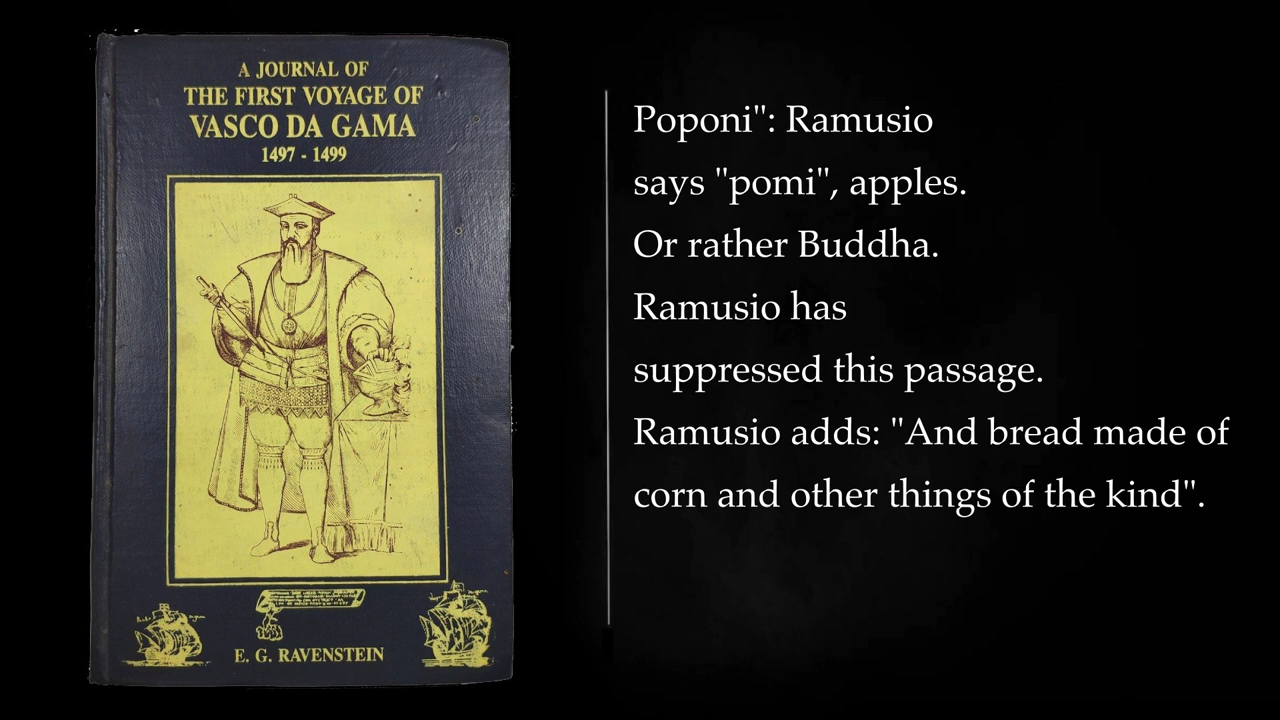 A JOURNAL OF
THE FIRST VOYAGE OF
VASCO DA GAMA
1497 - 1499
E. G. RAVENSTEIN
Poponi": Ramusio
says "pomi", apples.
Or rather Buddha.
Ramusio has
suppressed this passage.
Ramusio adds: "And bread made of
corn and other things of the kind".